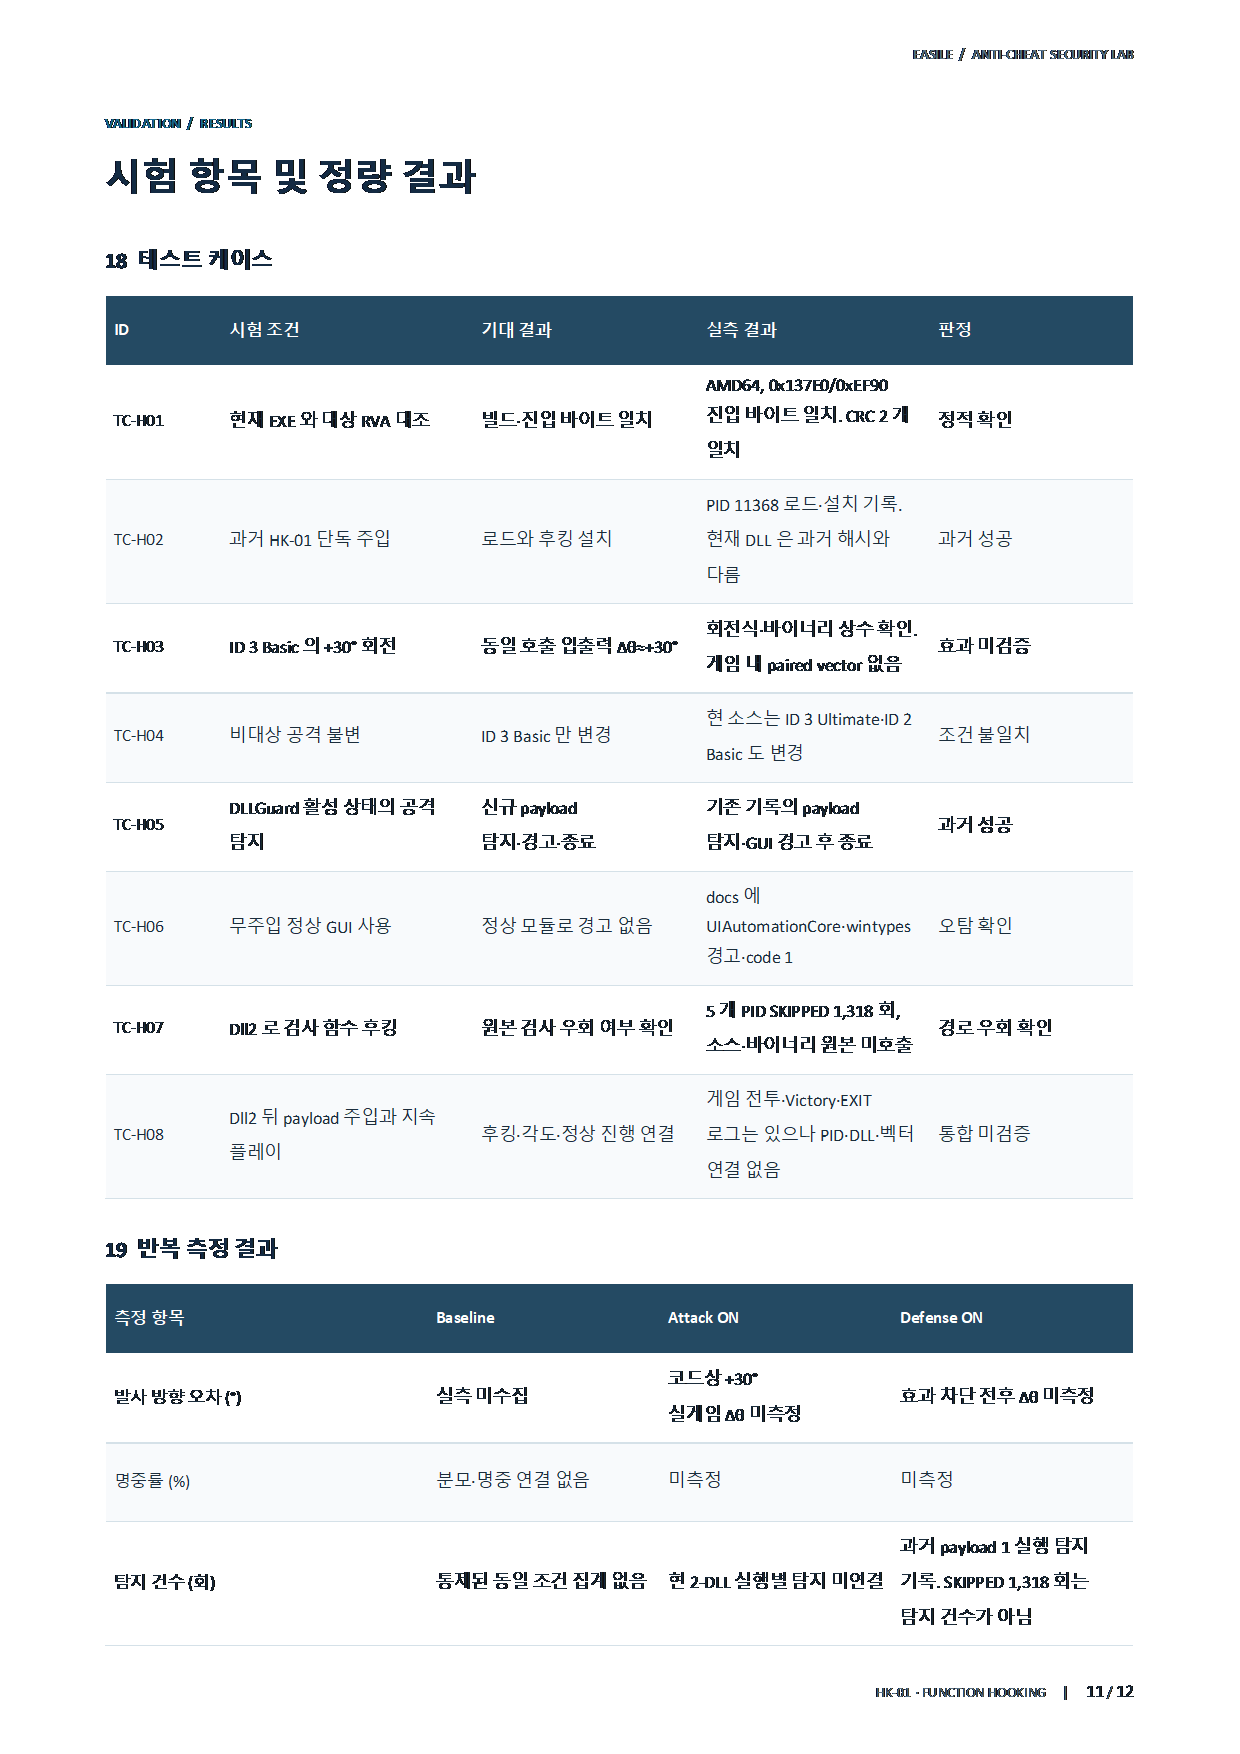 EASILE / ANTI-CHEAT SECURITY LAB
VALIDATION / RESULTS
시험 항목 및 정량 결과
18 테스트 케이스
ID 시험 조건 기대 결과 실측 결과 판정
AMD64, 0x137E0/0xEF90
TC-H01 현재 EXE 와 대상 RVA 대조 빌드·진입 바이트 일치 진입 바이트 일치. CRC 2 개 정적 확인
일치
PID 11368 로드·설치 기록.
TC-H02 과거 HK-01 단독 주입 로드와 후킹 설치 현재 DLL 은 과거 해시와 과거 성공
다름
회전식·바이너리 상수 확인.
TC-H03 ID 3 Basic 의 +30° 회전 동일 호출 입출력 Δθ≈+30° 효과 미검증
게임 내 paired vector 없음
현 소스는 ID 3 Ultimate·ID 2
TC-H04 비대상 공격 불변 ID 3 Basic 만 변경 조건 불일치
Basic 도 변경
DLLGuard 활성 상태의 공격 신규 payload 기존 기록의 payload
TC-H05 과거 성공
탐지 탐지·경고·종료 탐지·GUI 경고 후 종료
docs 에
TC-H06 무주입 정상 GUI 사용 정상 모듈로 경고 없음 UIAutomationCore·wintypes 오탐 확인
경고·code 1
5 개 PID SKIPPED 1,318 회,
TC-H07 Dll2 로 검사 함수 후킹 원본 검사 우회 여부 확인 경로 우회 확인
소스·바이너리 원본 미호출
게임 전투·Victory·EXIT
Dll2 뒤 payload 주입과 지속
TC-H08 후킹·각도·정상 진행 연결 로그는 있으나 PID·DLL·벡터 통합 미검증
플레이
연결 없음
19 반복 측정 결과
측정 항목 Baseline Attack ON Defense ON
코드상 +30°
발사 방향 오차 (°) 실측 미수집 효과 차단 전후 Δθ 미측정
실게임 Δθ 미측정
명중률 (%) 분모·명중 연결 없음 미측정 미측정
과거 payload 1 실행 탐지
탐지 건수 (회) 통제된 동일 조건 집계 없음 현 2-DLL 실행별 탐지 미연결 기록. SKIPPED 1,318 회는
탐지 건수가 아님
HK-01 · FUNCTION HOOKING | 11 / 12